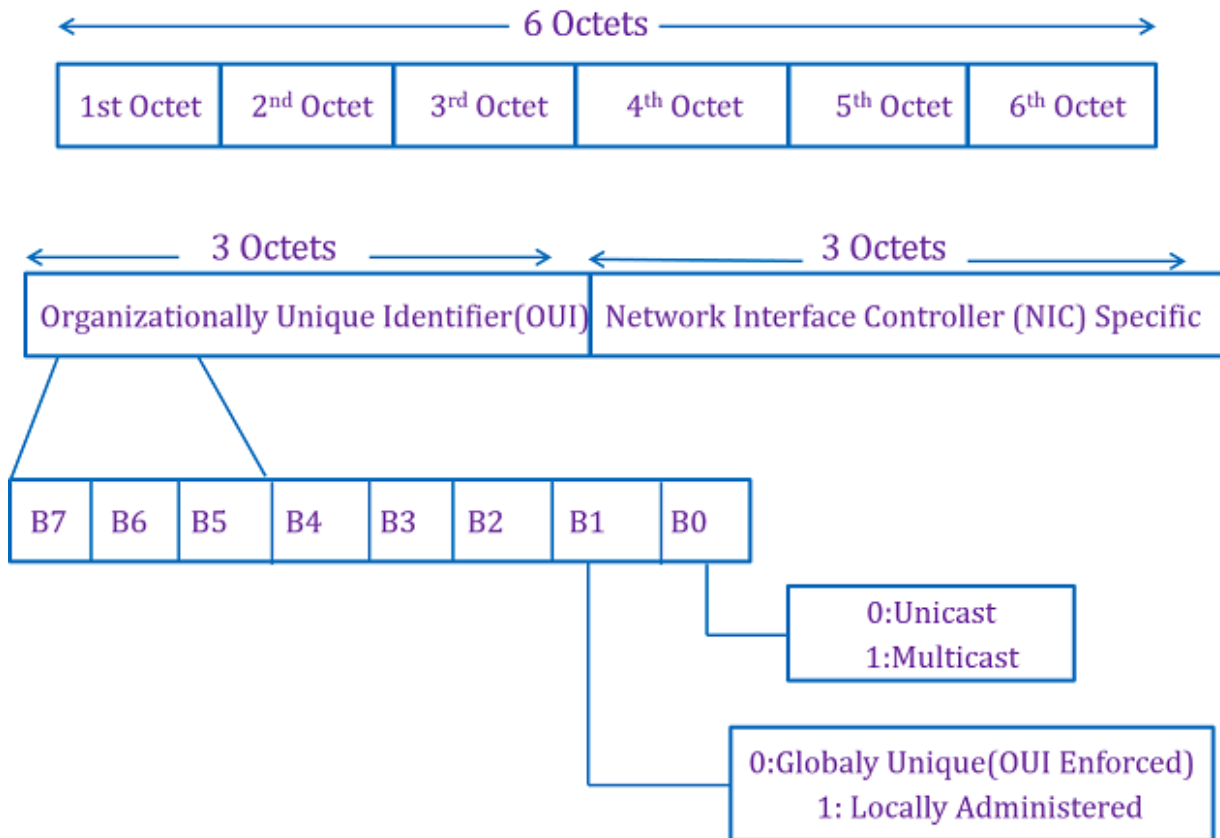 6 Octets
1st Octet 2nd Octet 3rd Octet 4th Octet 5th Octet 6th Octet
3 Octets 3 Octets
Organizationally Unique Identifier(OUI) Network Interface Controller (NIC) Specific
B7 B6 B5 B4 B3 B2 B1 B0
0:Unicast
1:Multicast
0:Globaly Unique(OUI Enforced)
1: Locally Administered